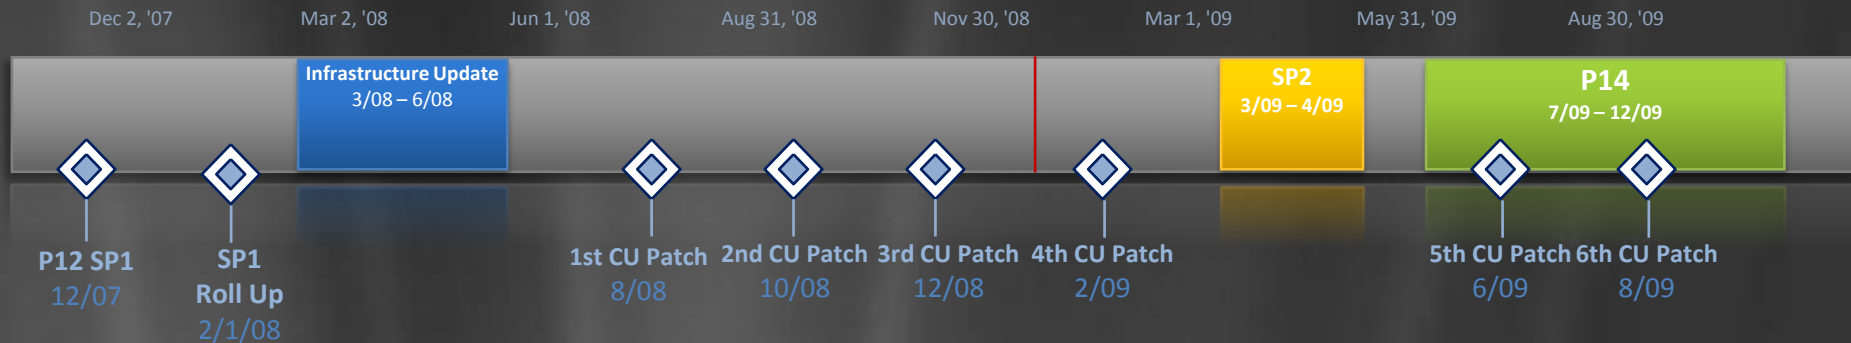 Dec 2, '07
Mar 2, '08
Jun 1, '08
Aug 31, '08
Nov 30, '08
Mar 1, '09
May 31, '09
Aug 30, '09
Infrastructure Update
3/08 – 6/08
SP2
3/09 – 4/09
P14
7/09 – 12/09
P12 SP1
12/07
SP1
Roll Up
2/1/08
1st CU Patch
8/08
2nd CU Patch
10/08
3rd CU Patch
12/08
4th CU Patch
2/09
5th CU Patch
6/09
6th CU Patch
8/09